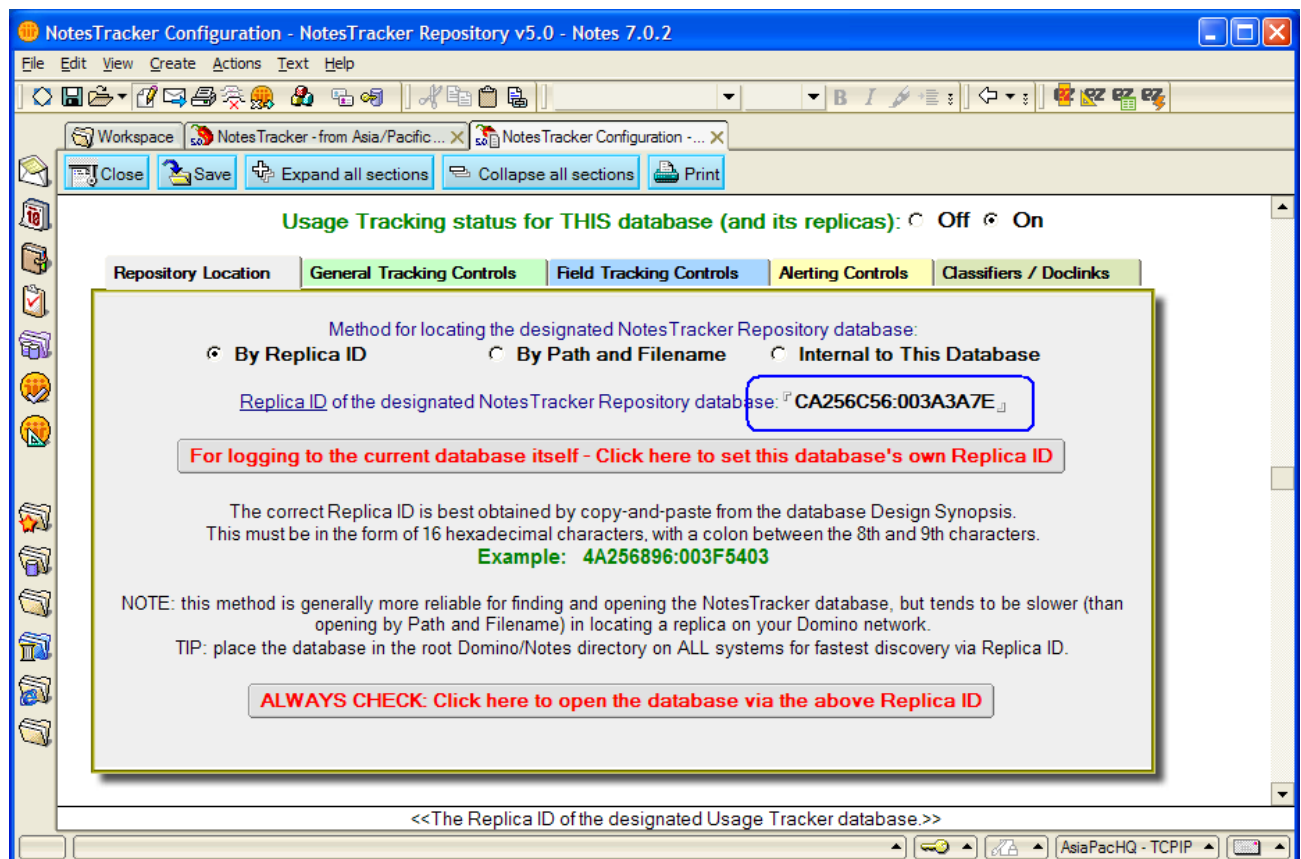 NotesTracker Configuration - NotesTracker Repository v5.0 - Notes 7.0.2
File Edit View Create Actions Text Help
B I
Workspace NotesTracker - from Asia/Pacific ... NotesTracker Configuration -...
Close Save Expand all sections Collapse all sections Print
Usage Tracking status for THIS database (and its replicas): Off On
Repository Location General Tracking Controls Field Tracking Controls Alerting Controls Classifiers / Doclinks
Method for locating the designated NotesTracker Repository database:
By Replica ID By Path and Filename Internal to This Database
Replica ID of the designated NotesTracker Repository database: CA256C56:003A3A7E
For logging to the current database itself - Click here to set this database's own Replica ID
The correct Replica ID is best obtained by copy-and-paste from the database Design Synopsis.
This must be in the form of 16 hexadecimal characters, with a colon between the 8th and 9th characters.
Example: 4A256896:003F5403
NOTE: this method is generally more reliable for finding and opening the NotesTracker database, but tends to be slower (than
opening by Path and Filename) in locating a replica on your Domino network.
TIP: place the database in the root Domino/Notes directory on ALL systems for fastest discovery via Replica ID.
ALWAYS CHECK: Click here to open the database via the above Replica ID
<<The Replica ID of the designated Usage Tracker database.>>
AsiaPacHQ - TCPIP